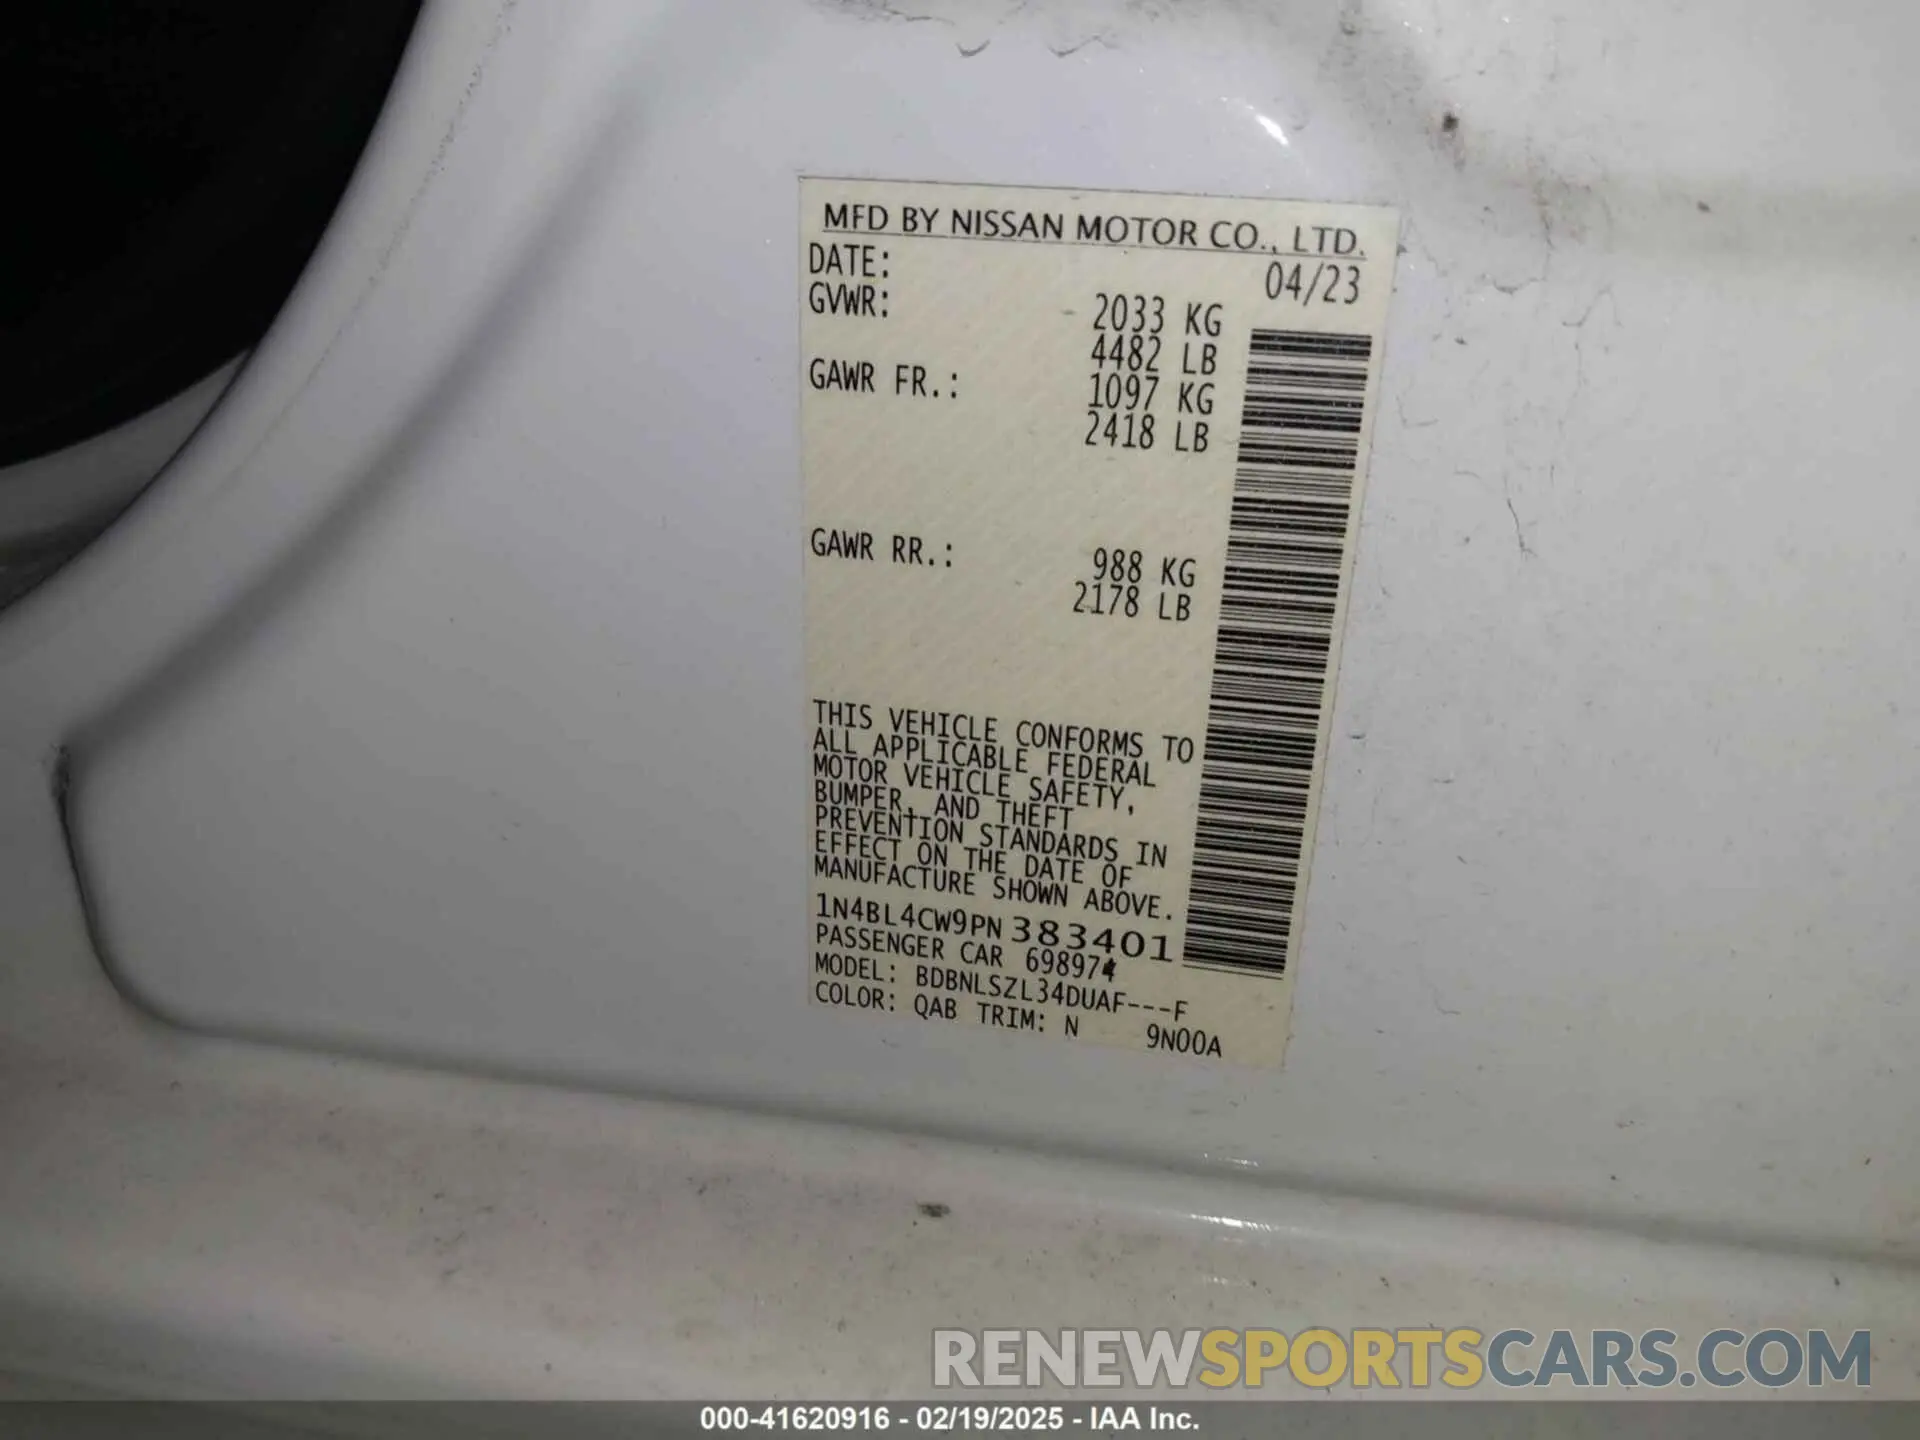 MFD BY NISSAN MOTOR CO., LTD.
DATE: 04/23
GVWR: 2033 KG
4482 LB
GAWR FR.: 1097 KG
2418 LB
GAWR RR.: 988 KG
2178 LB
THIS VEHICLE CONFORMS TO
ALL APPLICABLE FEDERAL
MOTOR VEHICLE SAFETY,
BUMPER, AND THEFT
PREVENTION STANDARDS IN
EFFECT ON THE DATE OF
MANUFACTURE SHOWN ABOVE.
1N4BL4CW9PN383401
PASSENGER CAR 698974
MODEL: BDBNLSZL34DUAF---F
COLOR: QAB TRIM: N 9N00A
RENEWSPORTSCARS.COM
000-41620916 - 02/19/2025 - IAA Inc.